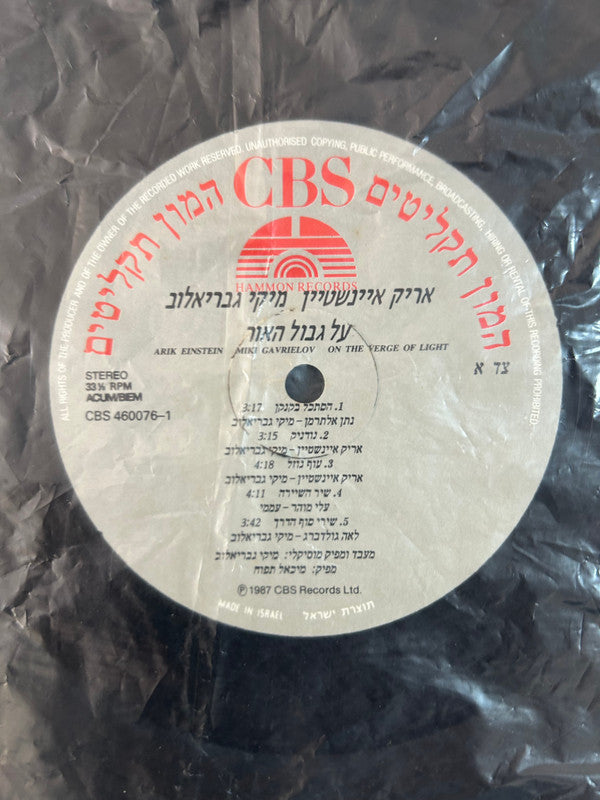 ALL RIGHTS OF THE PRODUCER AND OF THE OWNER OF THE RECORDED WORK RESERVED. UNAUTHORISED COPYING, PUBLIC PERFORMANCE, BROADCASTING, HIRING OR RENTAL OF THIS RECORDING PROHIBITED
המון תקליטים CBS המון תקליטים
HAMMON RECORDS
אריק איינשטיין מיקי גבריאלוב
על גבול האור
ARIK EINSTEIN MIKI GAVRIELOV ON THE VERGE OF LIGHT
STEREO
33⅓ RPM
ACUM/BIEM
CBS 460076-1
צד א
1. הסתכל בקנקן 3:17
נתן אלתרמן – מיקי גבריאלוב
2. נודניק 3:15
אריק איינשטיין – מיקי גבריאלוב
3. עוף גוזל 4:18
אריק איינשטיין – מיקי גבריאלוב
4. שיר השיירה 4:11
עלי מוהר – עממי
5. שירי סוף הדרך 3:42
לאה גולדברג – מיקי גבריאלוב
מעבד ומפיק מוסיקלי: מיקי גבריאלוב
מפיק: מיכאל תפוח
Ⓟ 1987 CBS Records Ltd.
MADE IN ISRAEL תוצרת ישראל